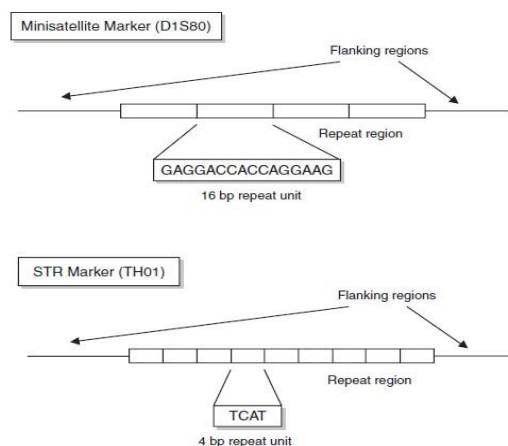 Minisatellite Marker (D1S80)
Flanking regions
Repeat region
GAGGACCACCAGGAAG
16 bp repeat unit
STR Marker (TH01)
Flanking regions
Repeat region
TCAT
4 bp repeat unit